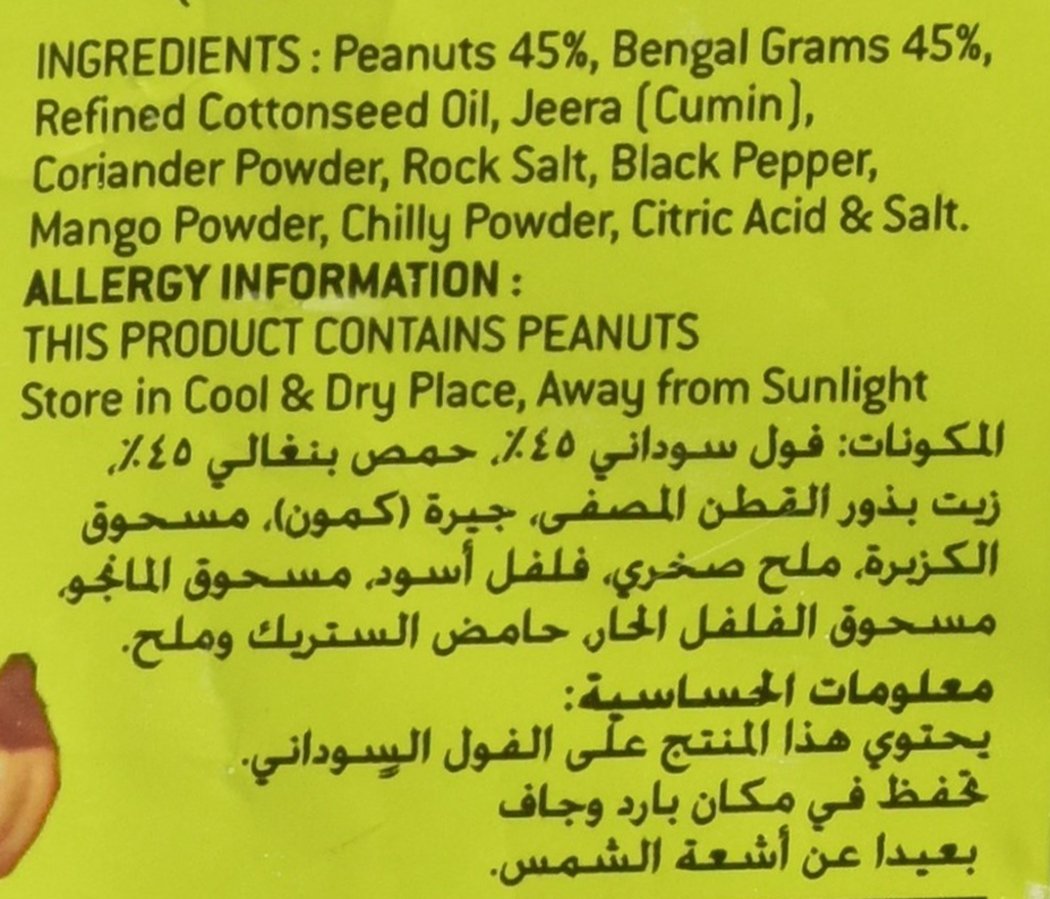 INGREDIENTS : Peanuts 45%, Bengal Grams 45%,
Refined Cottonseed Oil, Jeera (Cumin),
Coriander Powder, Rock Salt, Black Pepper,
Mango Powder, Chilly Powder, Citric Acid & Salt.
ALLERGY INFORMATION :
THIS PRODUCT CONTAINS PEANUTS
Store in Cool & Dry Place, Away from Sunlight
المكونات: فول سوداني ٤٥٪، حمص بنغالي ٤٥٪،
زيت بذور القطن المصفى، جيرة (كمون)، مسحوق
الكزبرة، ملح صخري، فلفل أسود، مسحوق المانجو،
مسحوق الفلفل الحار، حامض الستريك وملح.
معلومات الحساسية:
يحتوي هذا المنتج على الفول السوداني.
تحفظ في مكان بارد وجاف
بعيدا عن أشعة الشمس.